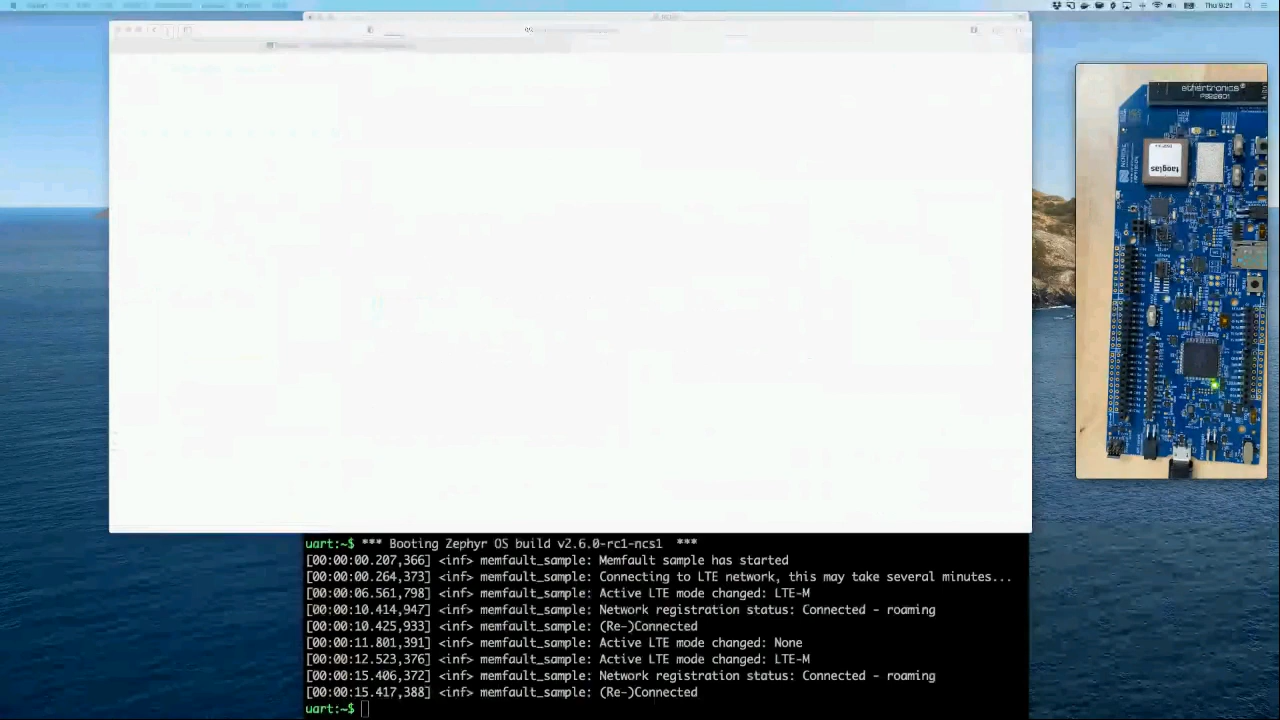 Thu 9:21
ethertronics
P822601
taoglas
uart:~$ *** Booting Zephyr OS build v2.6.0-rc1-ncs1  ***
[00:00:00.207,366] <inf> memfault_sample: Memfault sample has started
[00:00:00.264,373] <inf> memfault_sample: Connecting to LTE network, this may take several minutes...
[00:00:06.561,798] <inf> memfault_sample: Active LTE mode changed: LTE-M
[00:00:10.414,947] <inf> memfault_sample: Network registration status: Connected - roaming
[00:00:10.425,933] <inf> memfault_sample: (Re-)Connected
[00:00:11.801,391] <inf> memfault_sample: Active LTE mode changed: None
[00:00:12.523,376] <inf> memfault_sample: Active LTE mode changed: LTE-M
[00:00:15.406,372] <inf> memfault_sample: Network registration status: Connected - roaming
[00:00:15.417,388] <inf> memfault_sample: (Re-)Connected
uart:~$